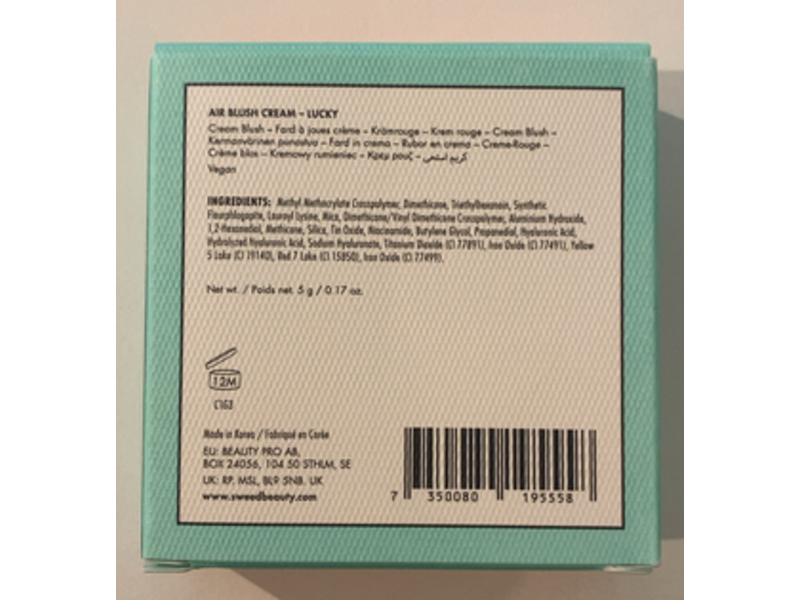 AIR BLUSH CREAM – LUCKY
Cream Blush – Fard à joues crème – Krämrouge – Krem rouge – Cream Blush –
Kermanvärinen punastua – Fard in crema – Rubor en crema – Creme-Rouge –
Crème blos – Kremowy rumieniec – Κρεμ ρουζ – كريم استحى
Vegan
INGREDIENTS: Methyl Methacrylate Crosspolymer, Dimethicone, Triethylhexanoin, Synthetic
Fluorphlogopite, Lauroyl Lysine, Mica, Dimethicone/Vinyl Dimethicone Crosspolymer, Aluminium Hydroxide,
1,2-Hexanediol, Methicone, Silica, Tin Oxide, Niacinamide, Butylene Glycol, Propanediol, Hyaluronic Acid,
Hydrolyzed Hyaluronic Acid, Sodium Hyaluronate, Titanium Dioxide (CI 77891), Iron Oxide (CI 77491), Yellow
5 Lake (CI 19140), Red 7 Lake (CI 15850), Iron Oxide (CI 77499).
Net wt. / Poids net. 5 g / 0.17 oz.
12M
C1G3
Made in Korea / Fabriqué en Corée
EU: BEAUTY PRO AB,
BOX 24056, 104 50 STHLM, SE
UK: RP, MSL, BL9 5NB. UK
www.sweedbeauty.com
7 350080 195558